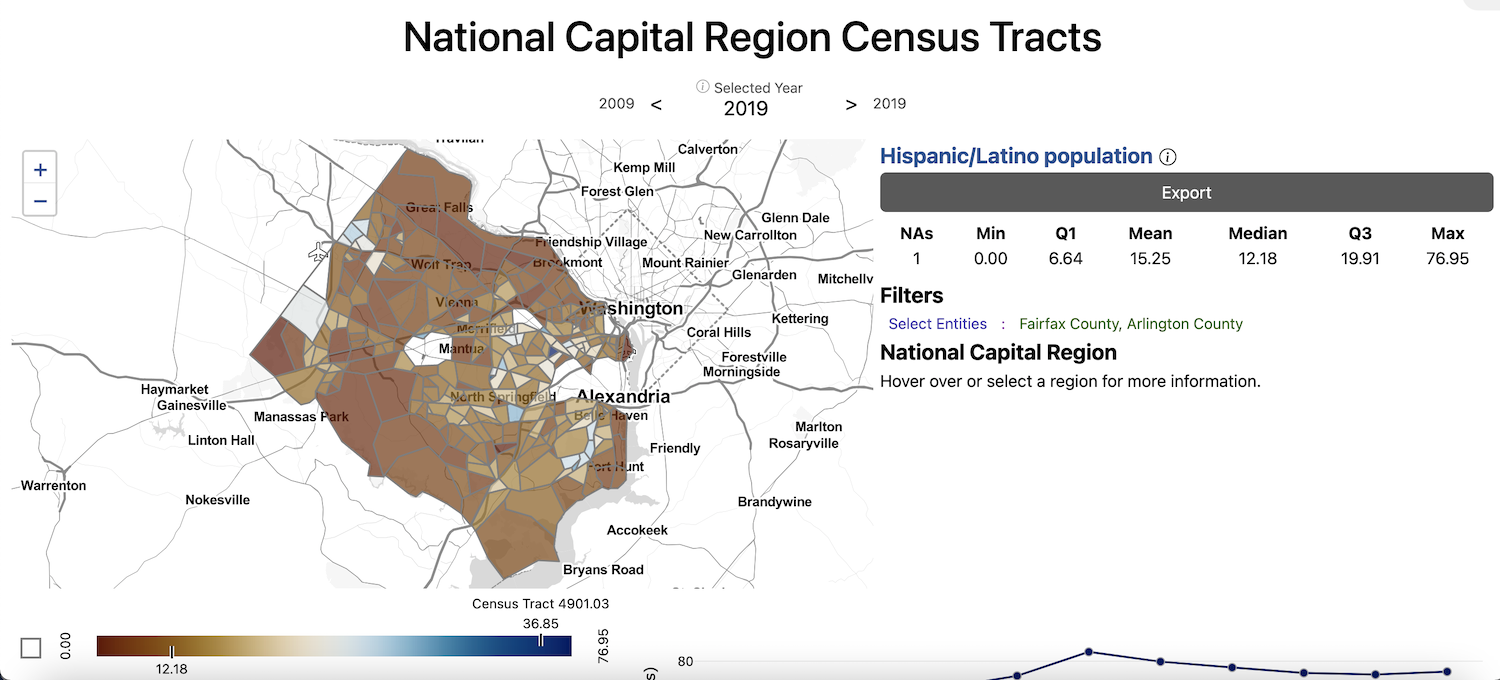 National Capital Region Census Tracts
Selected Year
2009 < 2019 > 2019
+
−
Calverton
Kemp Mill
Forest Glen
Great Falls
Glenn Dale
New Carrollton
Friendship Village
Wolf Trap
Brookmont
Mount Rainier
Glenarden
Mitchellv
Vienna
Washington
Kettering
Merrifield
Coral Hills
Mantua
Forestville
Morningside
Haymarket
Gainesville
North Springfield
Alexandria
Manassas Park
Belle Haven
Marlton
Linton Hall
Rosaryville
Friendly
Fort Hunt
Warrenton
Nokesville
Brandywine
Accokeek
Bryans Road
Hispanic/Latino population
Export
NAs Min Q1 Mean Median Q3 Max
1 0.00 6.64 15.25 12.18 19.91 76.95
Filters
Select Entities : Fairfax County, Arlington County
National Capital Region
Hover over or select a region for more information.
Census Tract 4901.03
36.85
0.00
76.95
12.18
80
s)